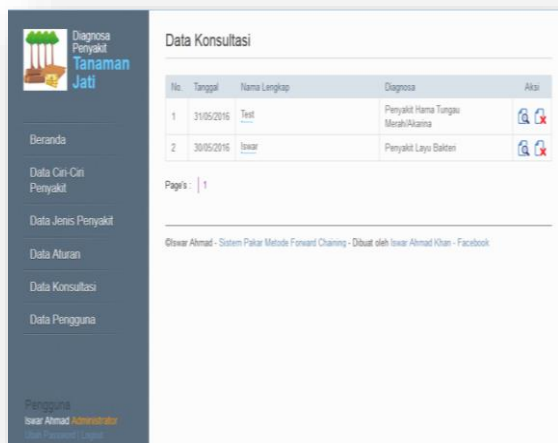 Diagnosa
Penyakit
Tanaman
Jati
Beranda
Data Ciri-Ciri
Penyakit
Data Jenis Penyakit
Data Aturan
Data Konsultasi
Data Pengguna
Pengguna
Iswar Ahmad Administrator
Ubah Password | Logout
Data Konsultasi
No. Tanggal Nama Lengkap Diagnosa Aksi
1 31/05/2016 Test Penyakit Hama Tungau
Merah/Akarina
2 30/05/2016 Iswar Penyakit Layu Bakteri
Page's : 1
©Iswar Ahmad - Sistem Pakar Metode Forward Chaining - Dibuat oleh Iswar Ahmad Khan - Facebook